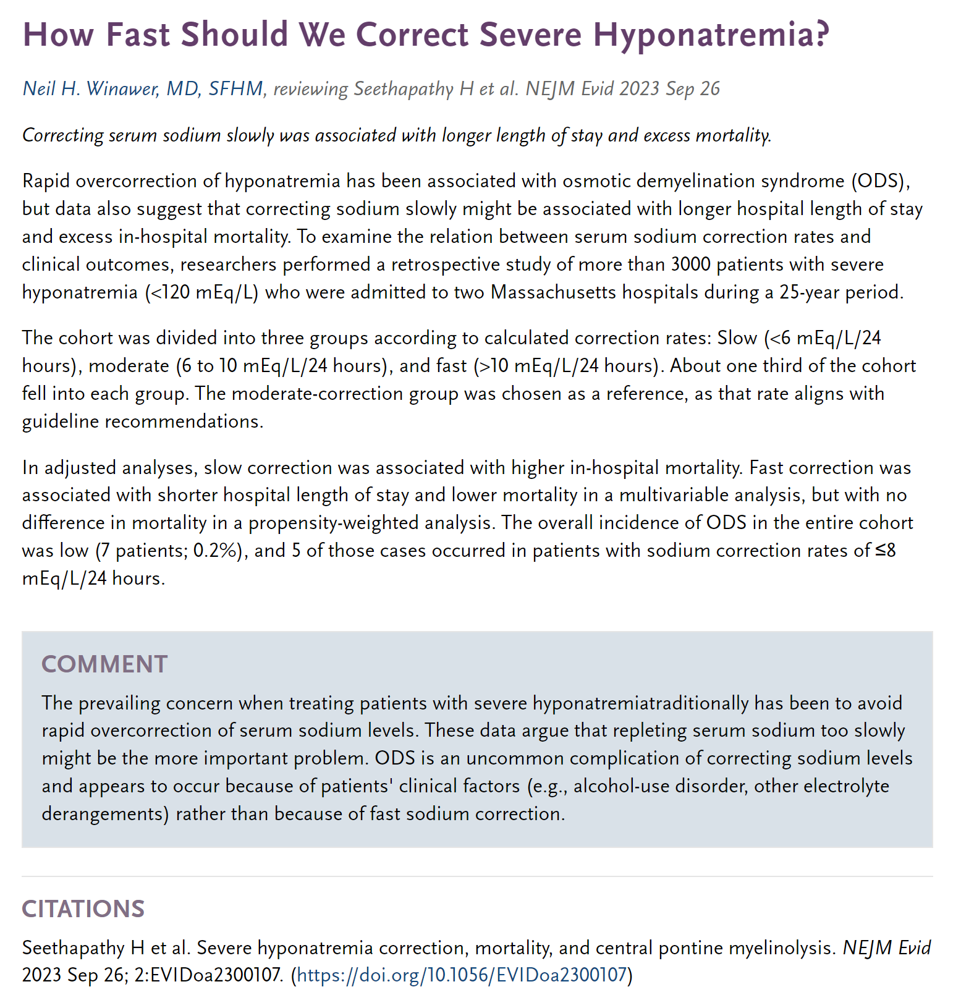 How Fast Should We Correct Severe Hyponatremia?
Neil H. Winawer, MD, SFHM, reviewing Seethapathy H et al. NEJM Evid 2023 Sep 26
Correcting serum sodium slowly was associated with longer length of stay and excess mortality.
Rapid overcorrection of hyponatremia has been associated with osmotic demyelination syndrome (ODS),
but data also suggest that correcting sodium slowly might be associated with longer hospital length of stay
and excess in-hospital mortality. To examine the relation between serum sodium correction rates and
clinical outcomes, researchers performed a retrospective study of more than 3000 patients with severe
hyponatremia (<120 mEq/L) who were admitted to two Massachusetts hospitals during a 25-year period.
The cohort was divided into three groups according to calculated correction rates: Slow (<6 mEq/L/24
hours), moderate (6 to 10 mEq/L/24 hours), and fast (>10 mEq/L/24 hours). About one third of the cohort
fell into each group. The moderate-correction group was chosen as a reference, as that rate aligns with
guideline recommendations.
In adjusted analyses, slow correction was associated with higher in-hospital mortality. Fast correction was
associated with shorter hospital length of stay and lower mortality in a multivariable analysis, but with no
difference in mortality in a propensity-weighted analysis. The overall incidence of ODS in the entire cohort
was low (7 patients; 0.2%), and 5 of those cases occurred in patients with sodium correction rates of ≤8
mEq/L/24 hours.
COMMENT
The prevailing concern when treating patients with severe hyponatremiatraditionally has been to avoid
rapid overcorrection of serum sodium levels. These data argue that repleting serum sodium too slowly
might be the more important problem. ODS is an uncommon complication of correcting sodium levels
and appears to occur because of patients' clinical factors (e.g., alcohol-use disorder, other electrolyte
derangements) rather than because of fast sodium correction.
CITATIONS
Seethapathy H et al. Severe hyponatremia correction, mortality, and central pontine myelinolysis. NEJM Evid
2023 Sep 26; 2:EVIDoa2300107. (https://doi.org/10.1056/EVIDoa2300107)